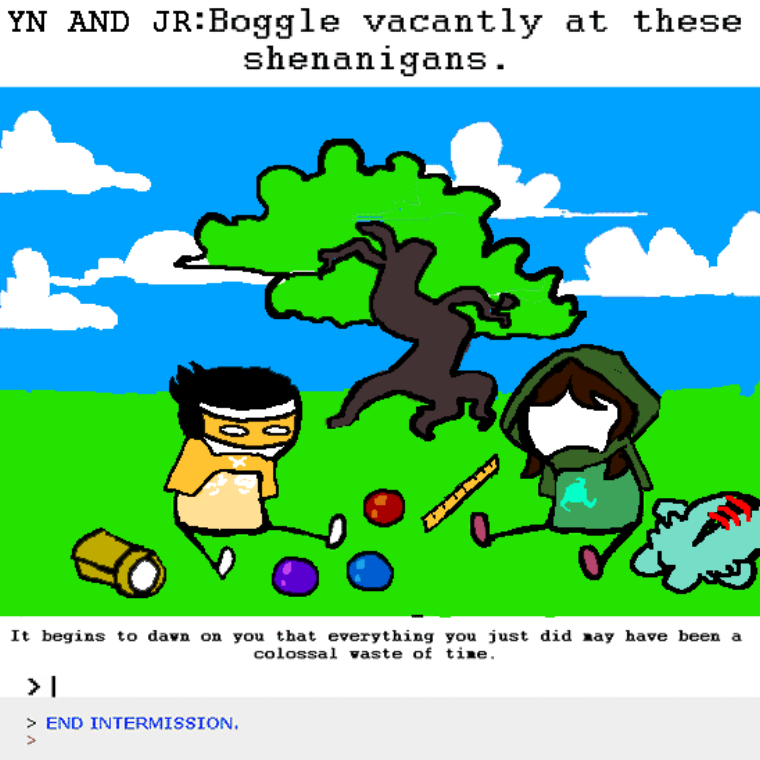 YN AND JR:Boggle vacantly at these
shenanigans.
It begins to dawn on you that everything you just did may have been a
colossal waste of time.
>|
> END INTERMISSION.
>